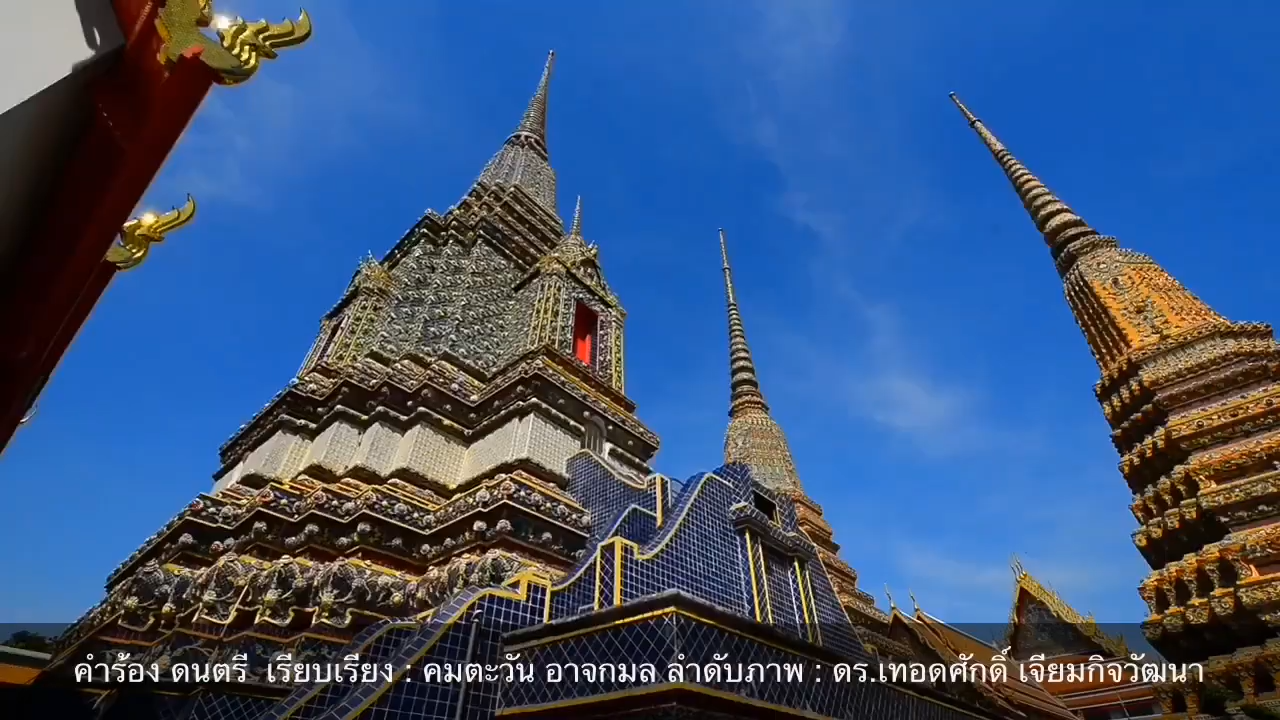 คำร้อง ดนตรี  เรียบเรียง : คมตะวัน อาจกมล ลำดับภาพ : ดร.เทอดศักดิ์ เจียมกิจวัฒนา